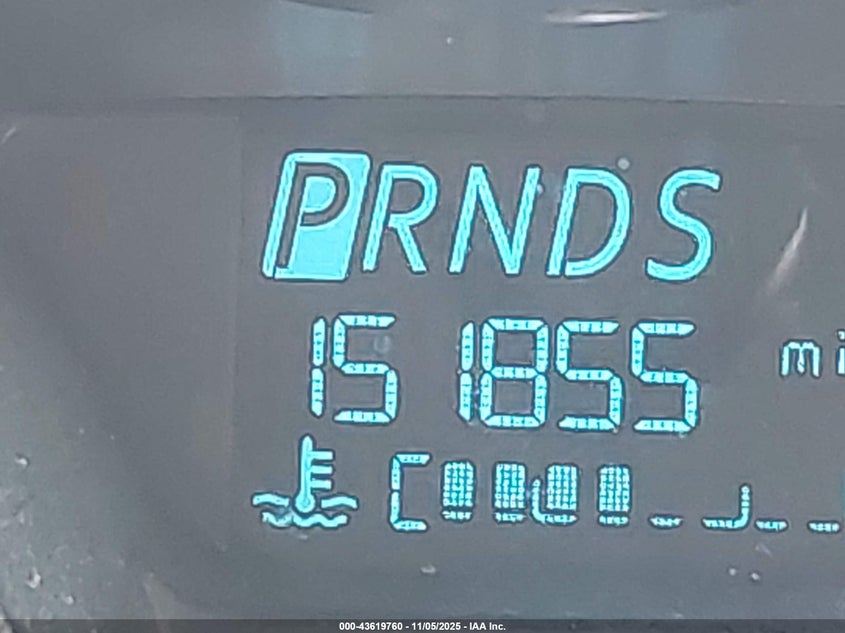 PRNDS
151855 mi
C
000-43619760 - 11/05/2025 - IAA Inc.